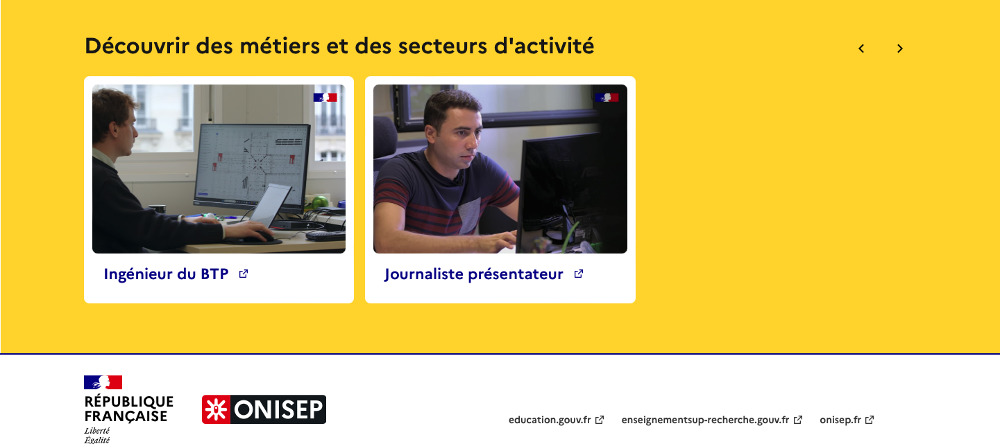 Découvrir des métiers et des secteurs d'activité
Ingénieur du BTP
Journaliste présentateur
RÉPUBLIQUE
FRANÇAISE
Liberté
Égalité
ONISEP
education.gouv.fr
enseignementsup-recherche.gouv.fr
onisep.fr